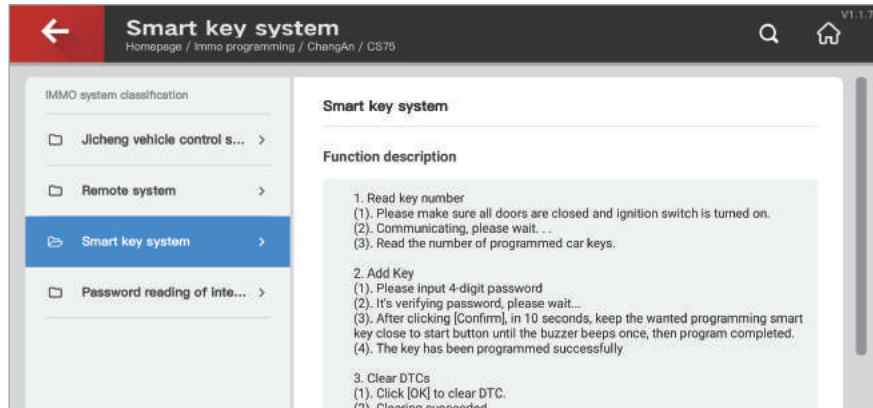 Smart key system
V1.1.7
Homepage / Immo programming / ChangAn / CS75
IMMO system classification
Jicheng vehicle control s...
Remote system
Smart key system
Password reading of inte...
Smart key system
Function description
1. Read key number
(1). Please make sure all doors are closed and ignition switch is turned on.
(2). Communicating, please wait. . .
(3). Read the number of programmed car keys.
2. Add Key
(1). Please input 4-digit password
(2). It's verifying password, please wait...
(3). After clicking [Confirm], in 10 seconds, keep the wanted programming smart
key close to start button until the buzzer beeps once, then program completed.
(4). The key has been programmed successfully
3. Clear DTCs
(1). Click [OK] to clear DTC.
(2). Clearing succeeded